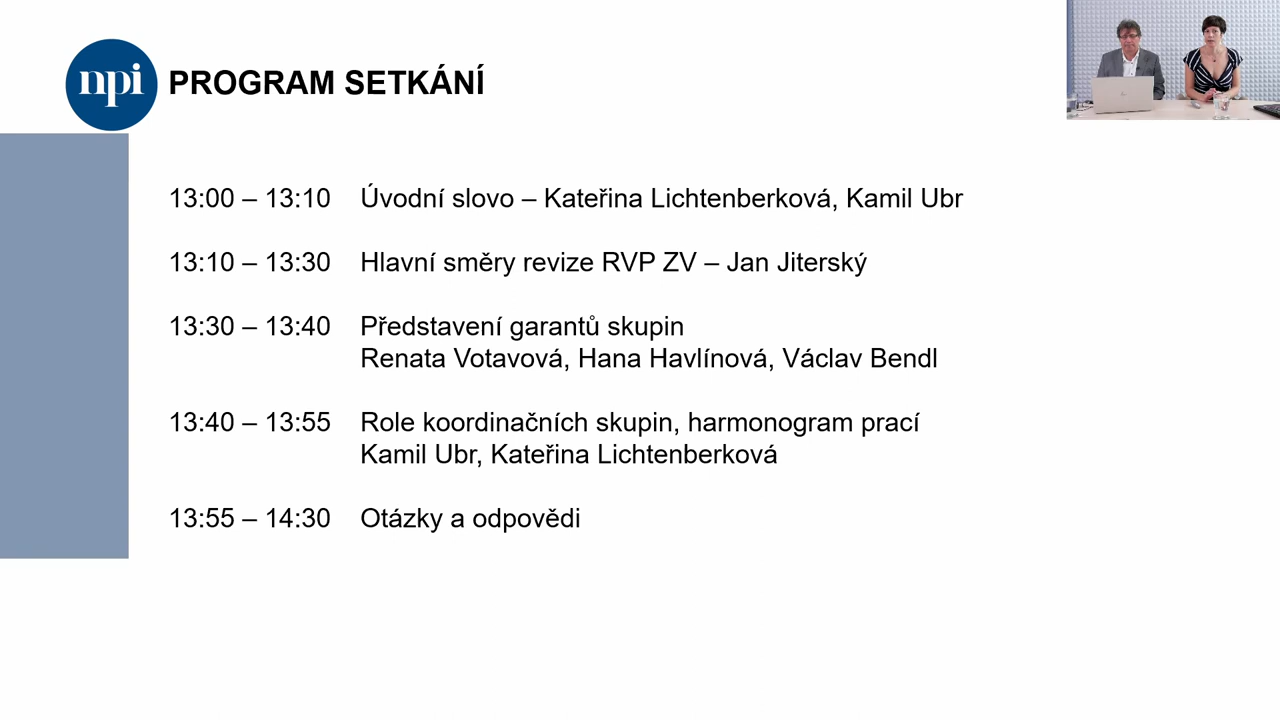 npi
PROGRAM SETKÁNÍ
13:00 – 13:10 Úvodní slovo – Kateřina Lichtenberková, Kamil Ubr
13:10 – 13:30 Hlavní směry revize RVP ZV – Jan Jiterský
13:30 – 13:40 Představení garantů skupin
Renata Votavová, Hana Havlínová, Václav Bendl
13:40 – 13:55 Role koordinačních skupin, harmonogram prací
Kamil Ubr, Kateřina Lichtenberková
13:55 – 14:30 Otázky a odpovědi